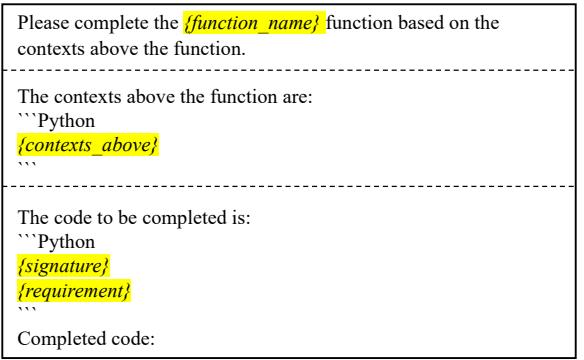 Please complete the {function_name} function based on the
contexts above the function.
The contexts above the function are:
```Python
{contexts_above}
```
The code to be completed is:
```Python
{signature}
{requirement}
```
Completed code: